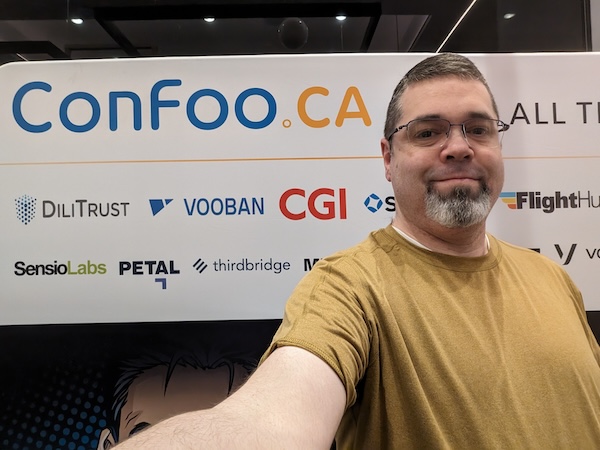 ConFoo.CA
ALL
DiliTrust VOOBAN CGI FlightHu
SensioLabs PETAL thirdbridge